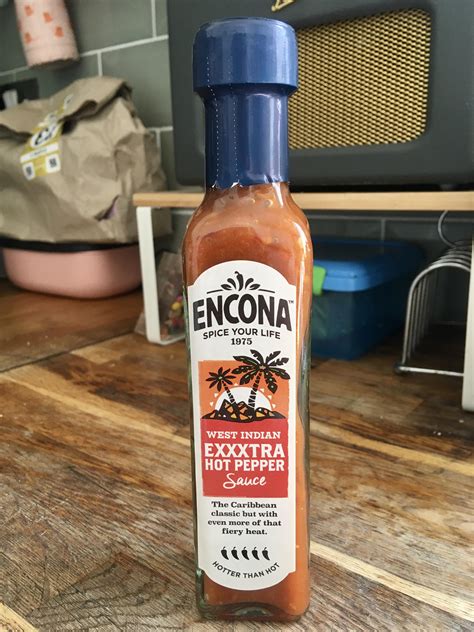 ENCONA™
SPICE YOUR LIFE
1975
WEST INDIAN
EXXXTRA
HOT PEPPER
Sauce
The Caribbean
classic but with
even more of that
fiery heat.
HOTTER THAN HOT